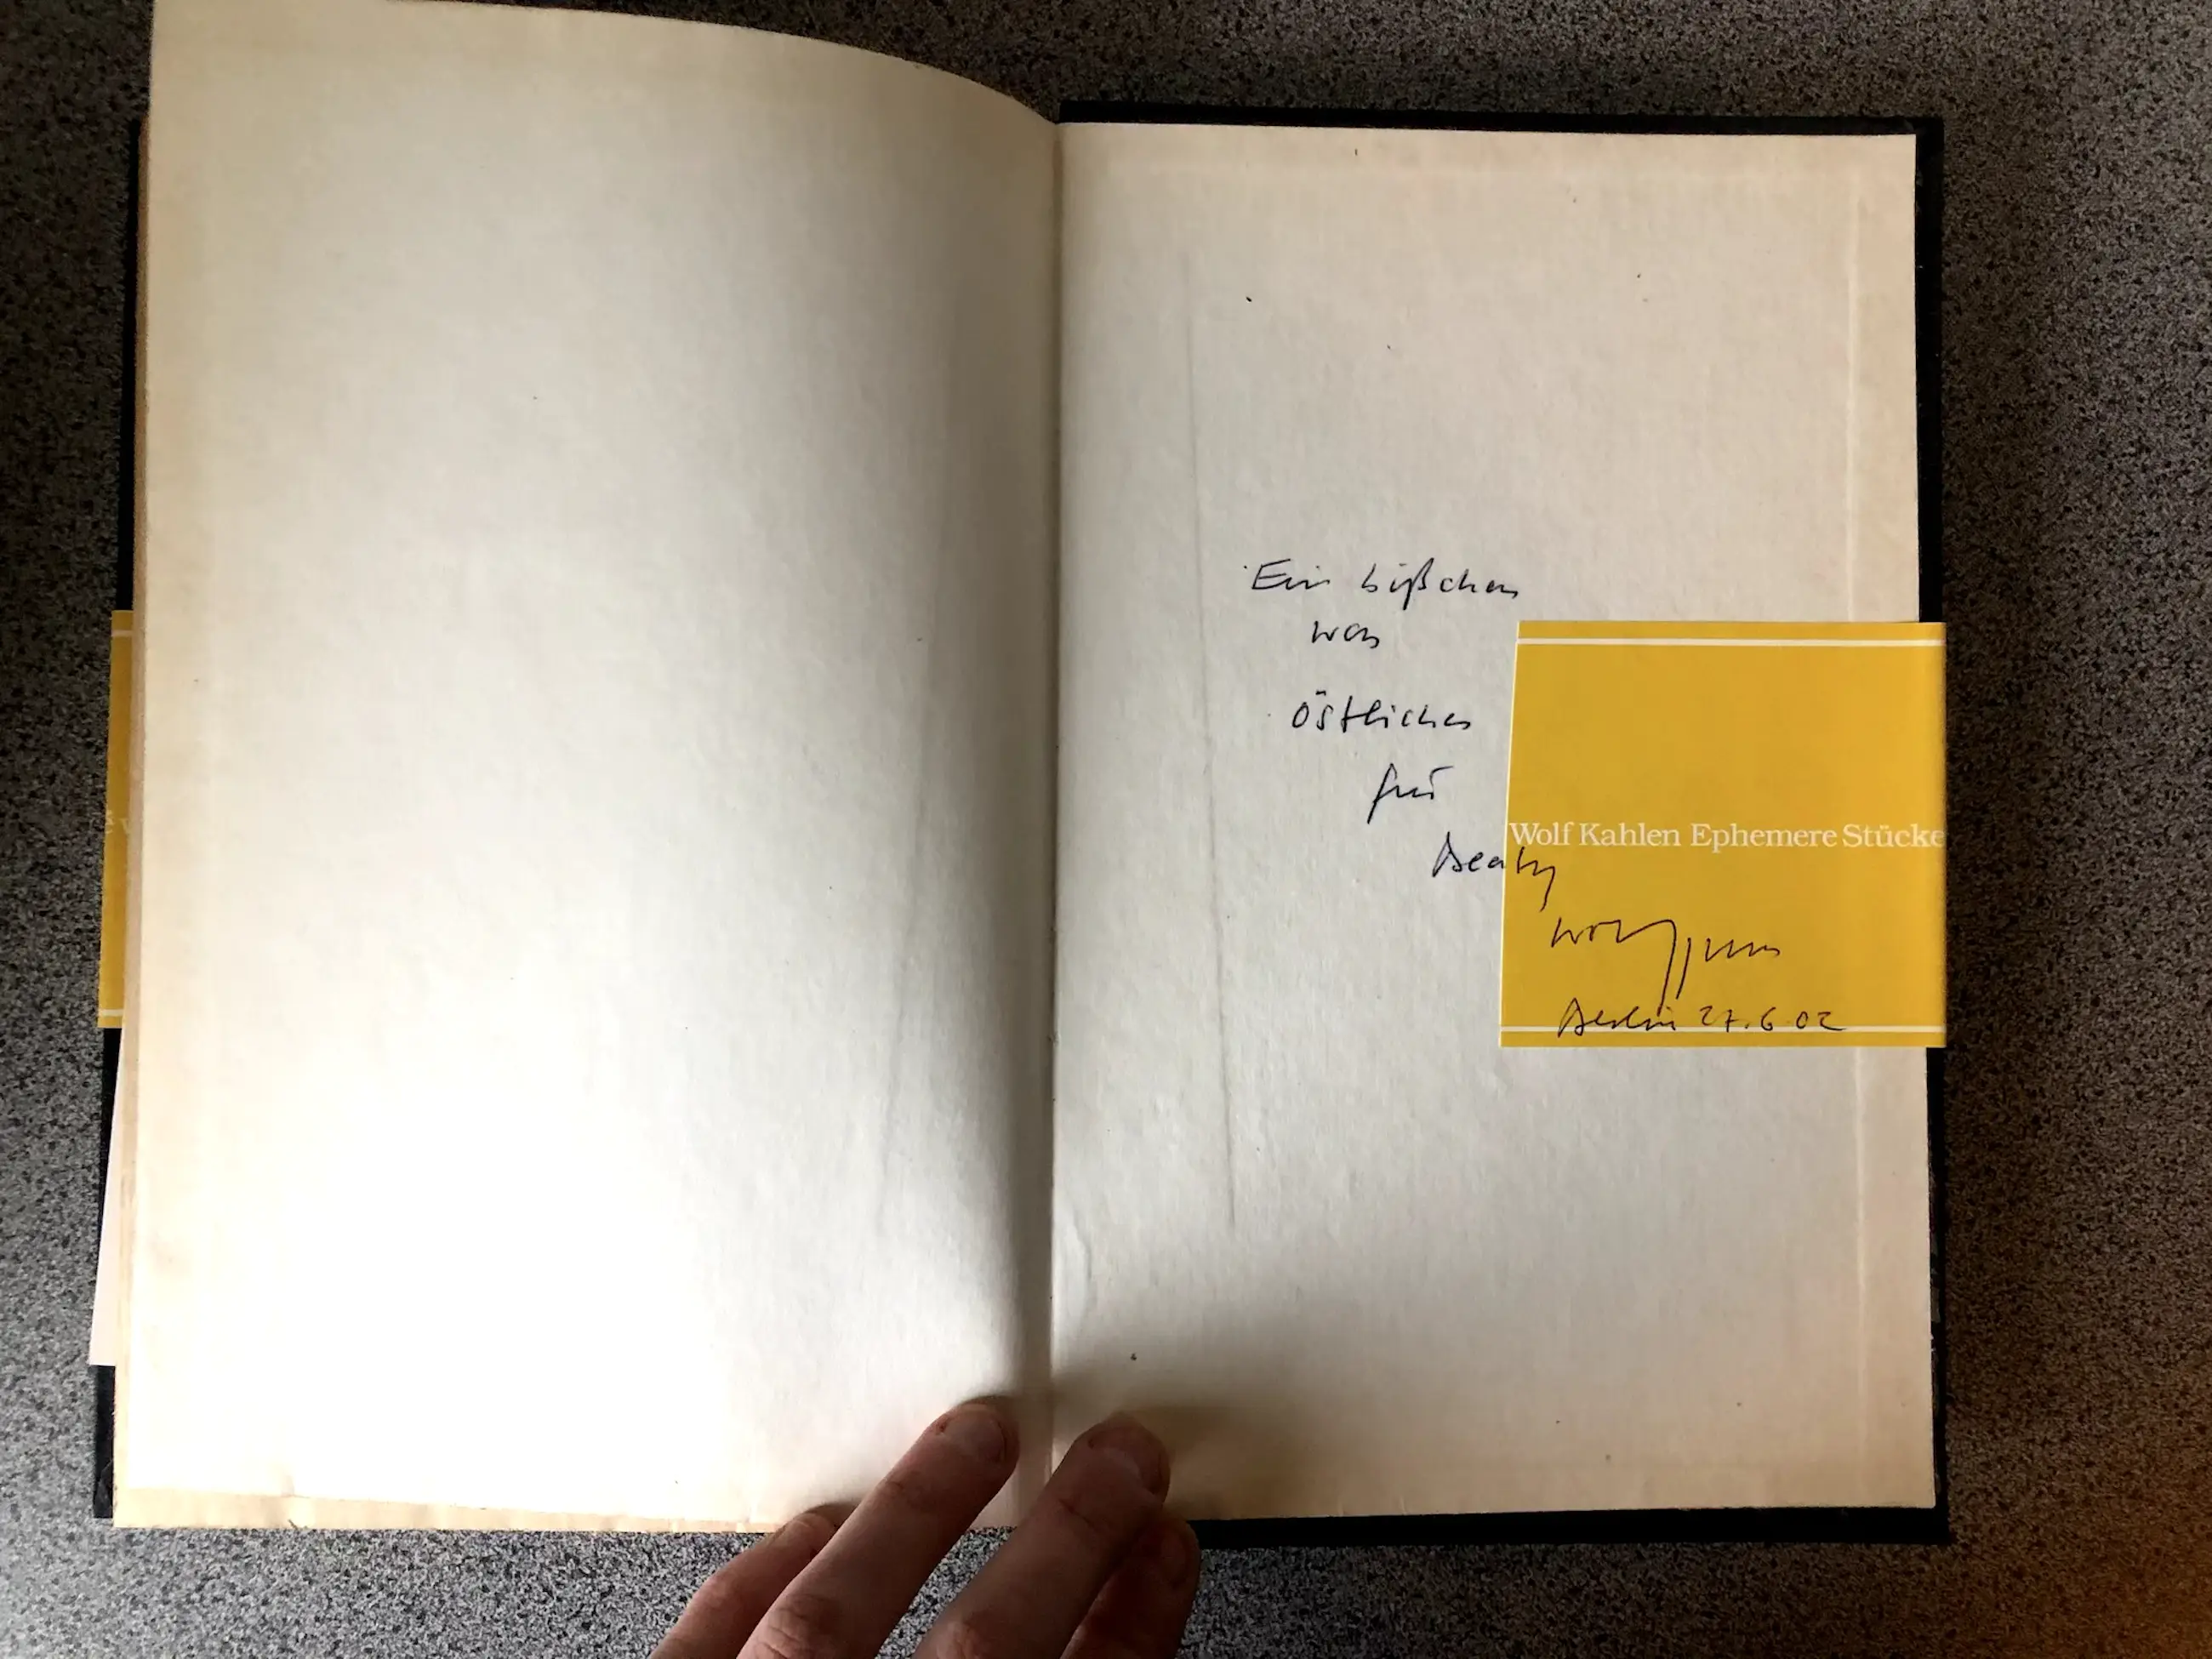 Ein bißchen
was
östliches
für
Wolf Kahlen Ephemere Stücke
Berlin 27.6.02